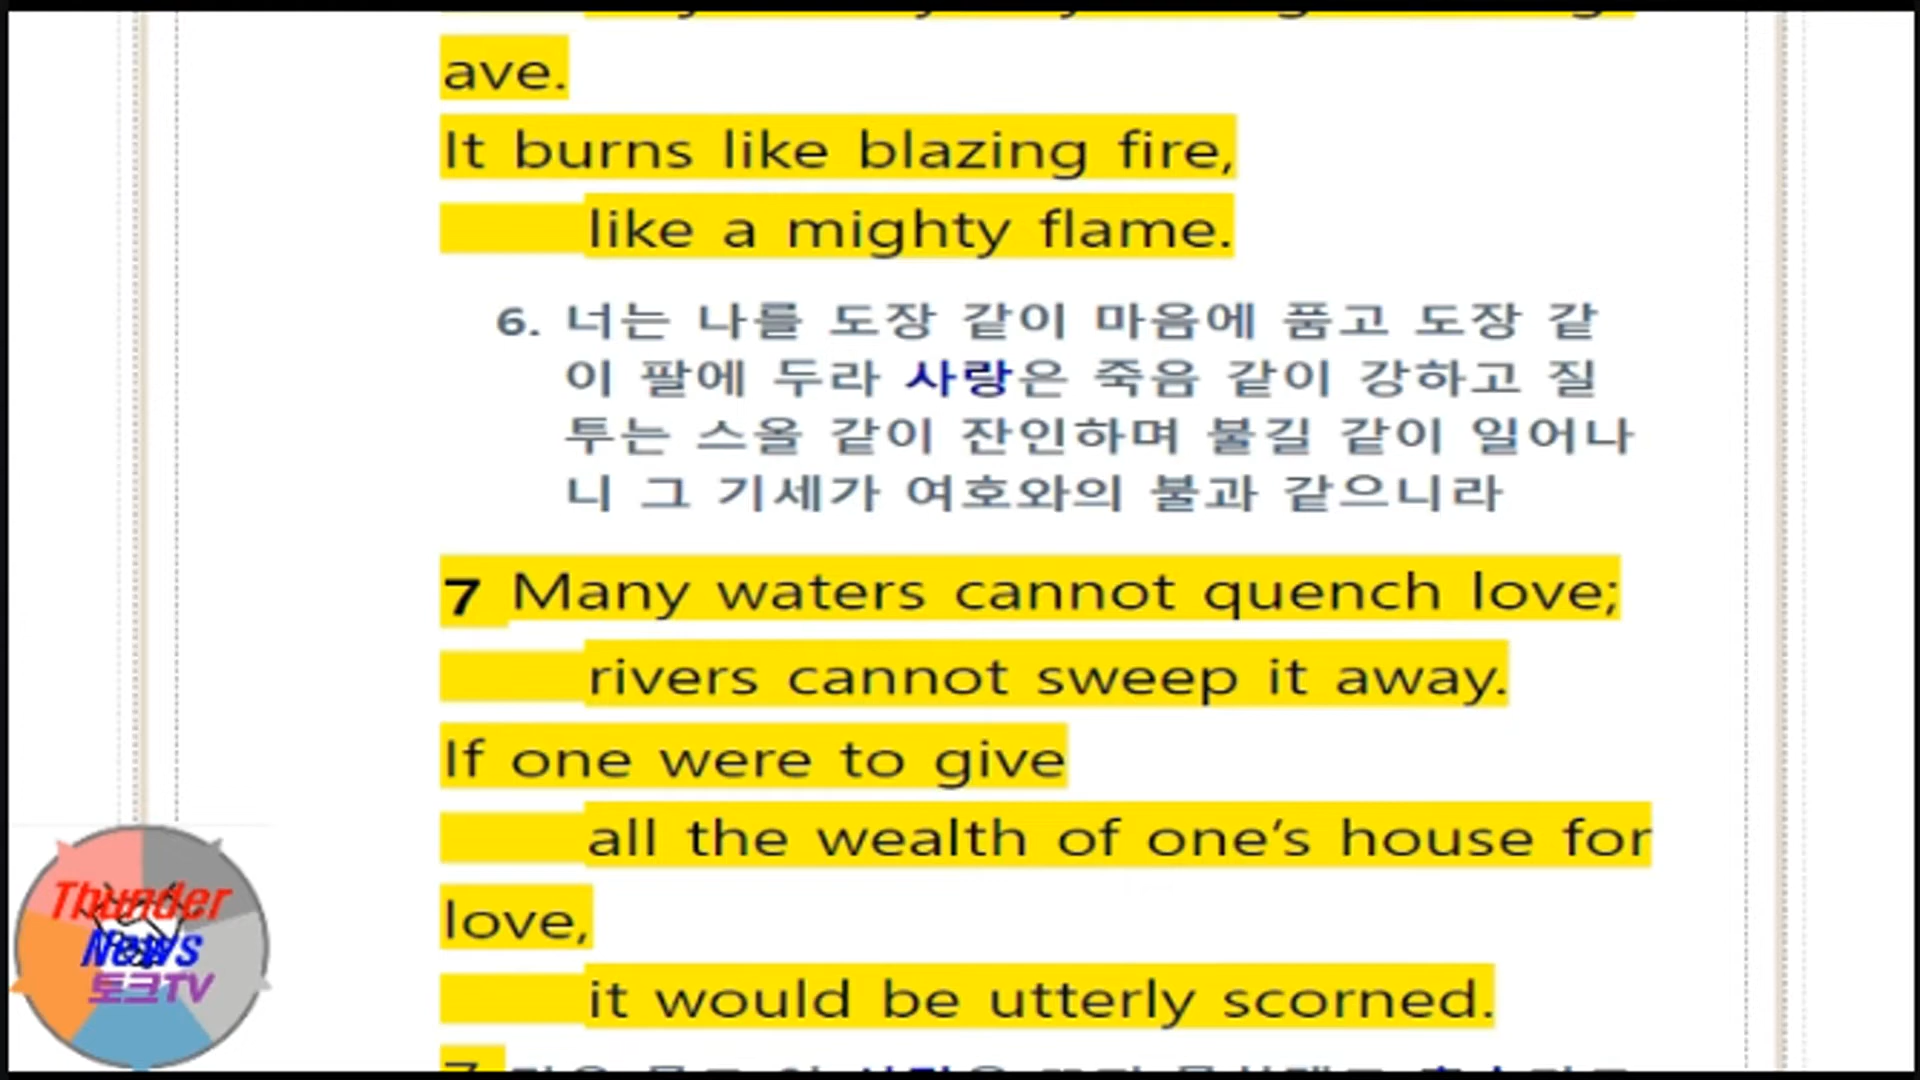 ave.
It burns like blazing fire,
like a mighty flame.
6. 너는 나를 도장 같이 마음에 품고 도장 같
이 팔에 두라 사랑은 죽음 같이 강하고 질
투는 스올 같이 잔인하며 불길 같이 일어나
니 그 기세가 여호와의 불과 같으니라
7 Many waters cannot quench love;
rivers cannot sweep it away.
If one were to give
all the wealth of one’s house for
love,
it would be utterly scorned.
Thunder
News
토크TV